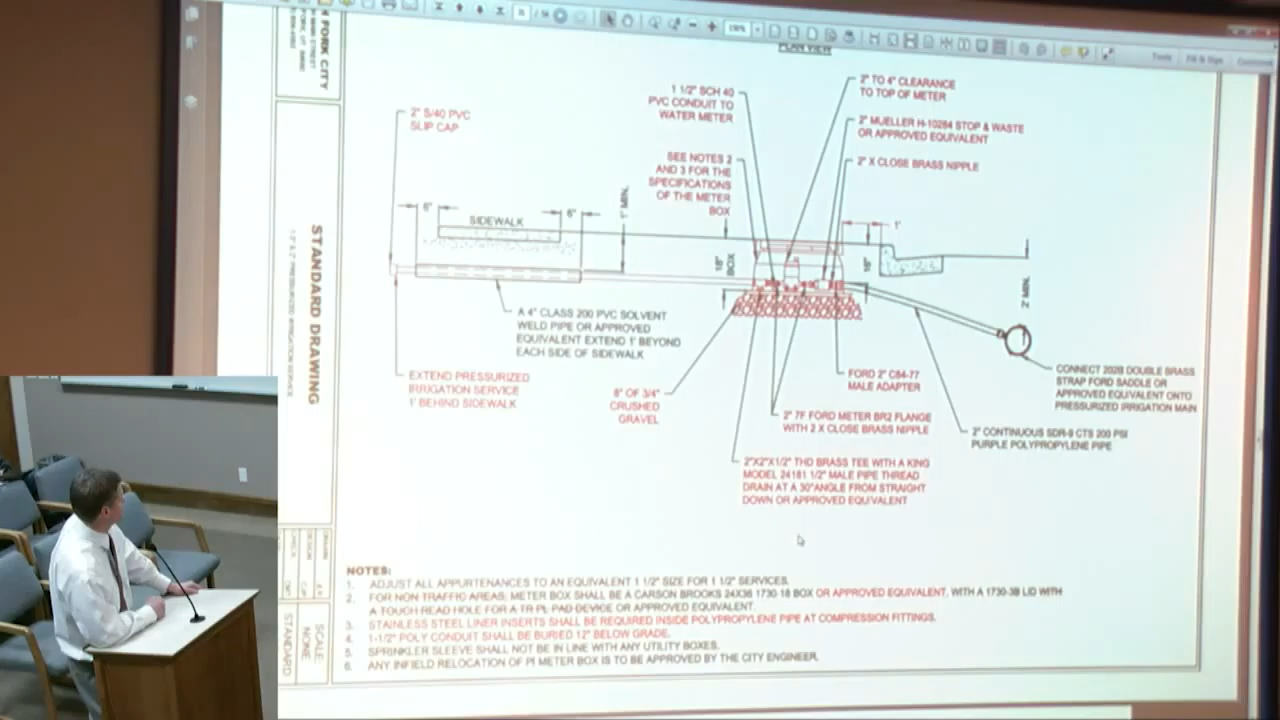 PLAN VIEW
Tools
Fill & Sign
Comment
FORK CITY
2" S/40 PVC
SLIP CAP
1 1/2" SCH 40
PVC CONDUIT TO
WATER METER
2" TO 4" CLEARANCE
TO TOP OF METER
2" MUELLER H-10284 STOP & WASTE
OR APPROVED EQUIVALENT
2" X CLOSE BRASS NIPPLE
SEE NOTES 2
AND 3 FOR THE
SPECIFICATIONS
OF THE METER
BOX
6"
SIDEWALK
6"
1' MIN.
18"
BOX
18"
1'
2' MIN.
A 4" CLASS 200 PVC SOLVENT
WELD PIPE OR APPROVED
EQUIVALENT EXTEND 1' BEYOND
EACH SIDE OF SIDEWALK
EXTEND PRESSURIZED
IRRIGATION SERVICE
1' BEHIND SIDEWALK
8" OF 3/4"
CRUSHED
GRAVEL
FORD 2" C84-77
MALE ADAPTER
CONNECT 202B DOUBLE BRASS
STRAP FORD SADDLE OR
APPROVED EQUIVALENT ONTO
PRESSURIZED IRRIGATION MAIN
2" 7F FORD METER BR2 FLANGE
WITH 2 X CLOSE BRASS NIPPLE
2" CONTINUOUS SDR-9 CTS 200 PSI
PURPLE POLYPROPYLENE PIPE
2"X2"X1/2" THD BRASS TEE WITH A KING
MODEL 24181 1/2" MALE PIPE THREAD
DRAIN AT A 30°ANGLE FROM STRAIGHT
DOWN OR APPROVED EQUIVALENT
STANDARD DRAWING
1.5" & 2" PRESSURIZED IRRIGATION SERVICE
SCALE
NONE
STANDARD
NOTES:
1. ADJUST ALL APPURTENANCES TO AN EQUIVALENT 1 1/2" SIZE FOR 1 1/2" SERVICES.
2. FOR NON TRAFFIC AREAS; METER BOX SHALL BE A CARSON BROOKS 24X36 1730-18 BOX OR APPROVED EQUIVALENT, WITH A 1730-3B LID WITH
A TOUCH READ HOLE FOR A TR-PL PAD DEVICE OR APPROVED EQUIVALENT.
3. STAINLESS STEEL LINER INSERTS SHALL BE REQUIRED INSIDE POLYPROPYLENE PIPE AT COMPRESSION FITTINGS.
4. 1-1/2" POLY CONDUIT SHALL BE BURIED 12" BELOW GRADE.
5. SPRINKLER SLEEVE SHALL NOT BE IN LINE WITH ANY UTILITY BOXES.
6. ANY INFIELD RELOCATION OF PI METER BOX IS TO BE APPROVED BY THE CITY ENGINEER.